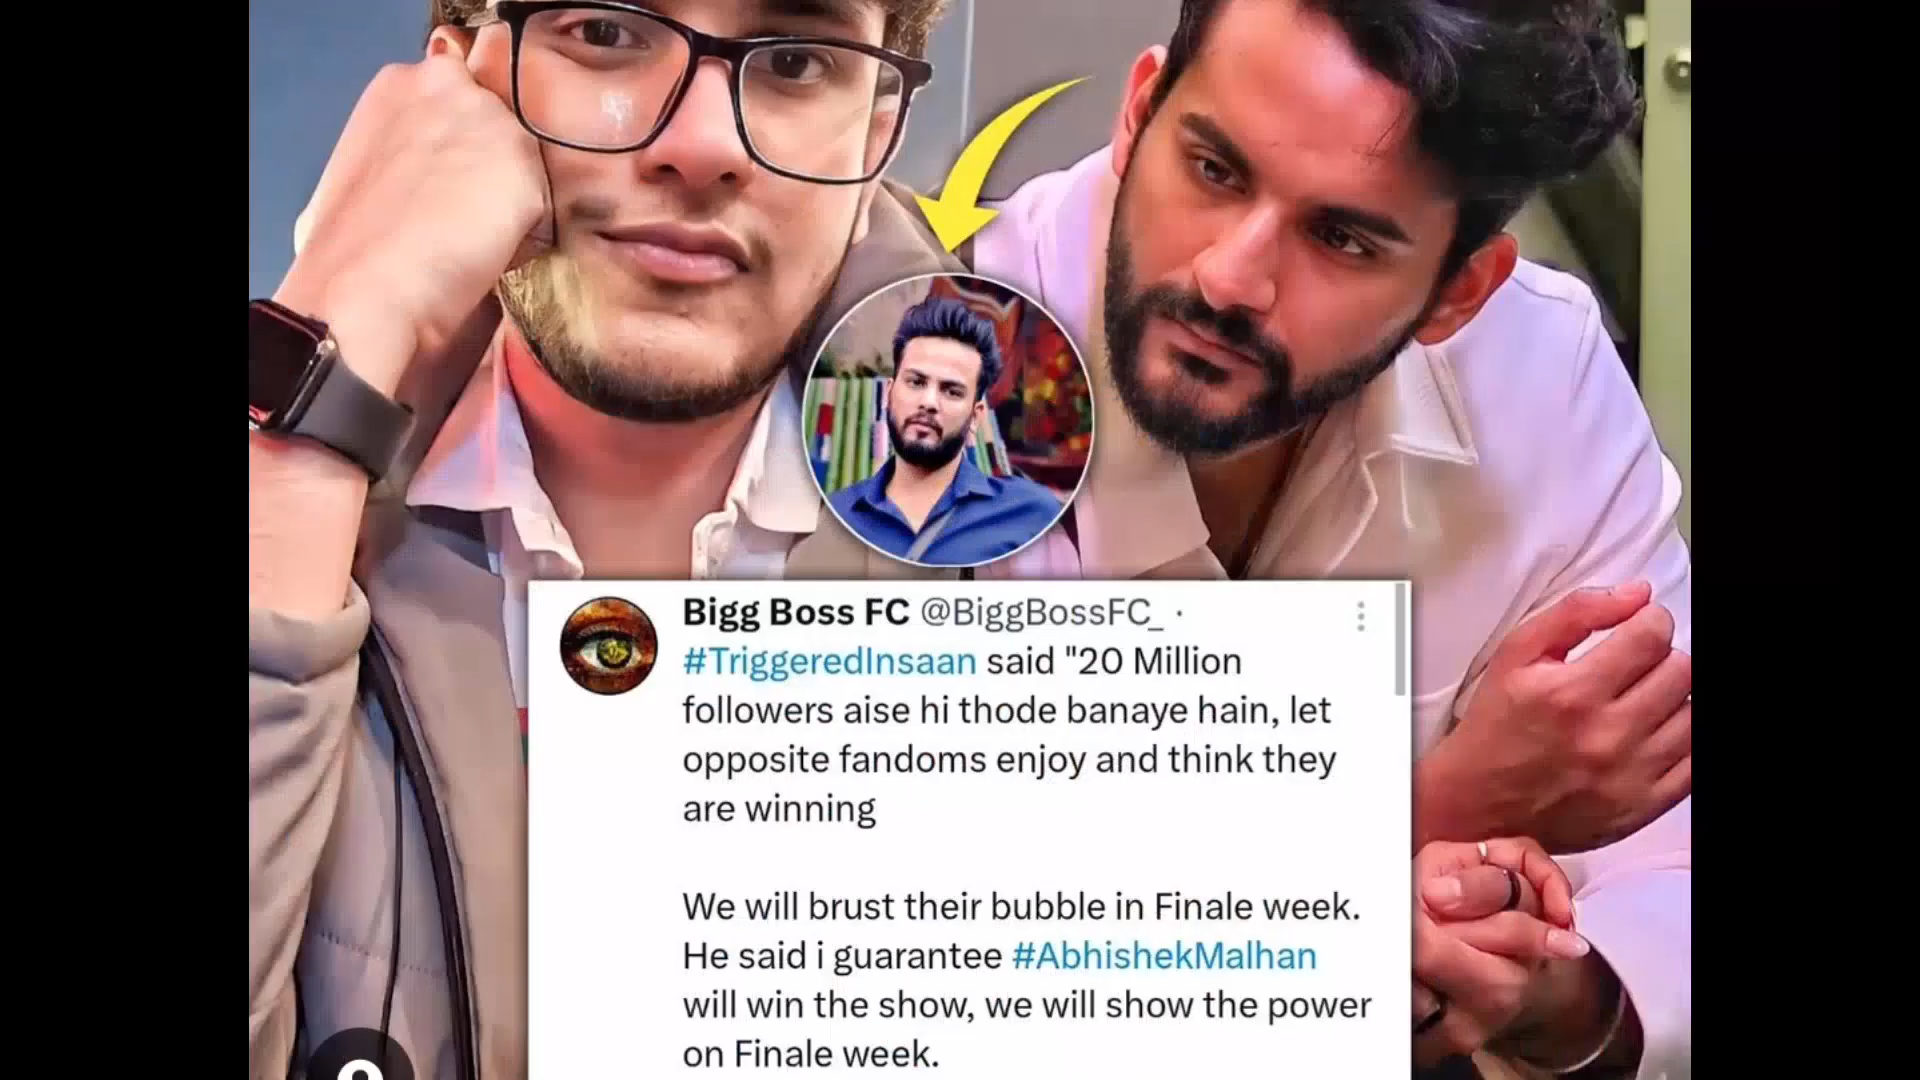 Bigg Boss FC @BiggBossFC_ ·
#TriggeredInsaan said "20 Million
followers aise hi thode banaye hain, let
opposite fandoms enjoy and think they
are winning
We will brust their bubble in Finale week.
He said i guarantee #AbhishekMalhan
will win the show, we will show the power
on Finale week.